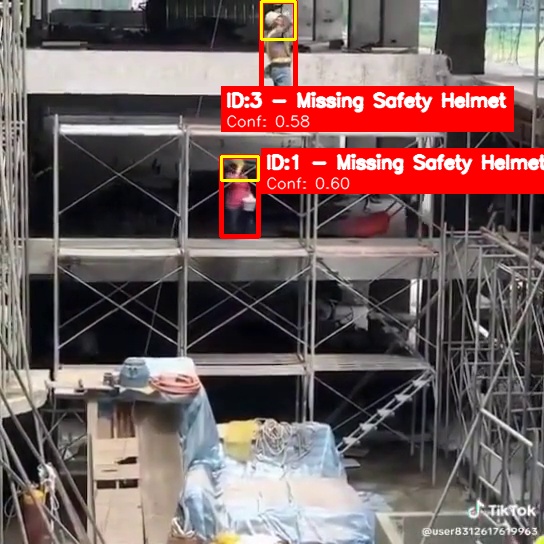 ID:3 - Missing Safety Helmet
Conf: 0.58
ID:1 - Missing Safety Helmet
Conf: 0.60
TikTok
@user8312617619963